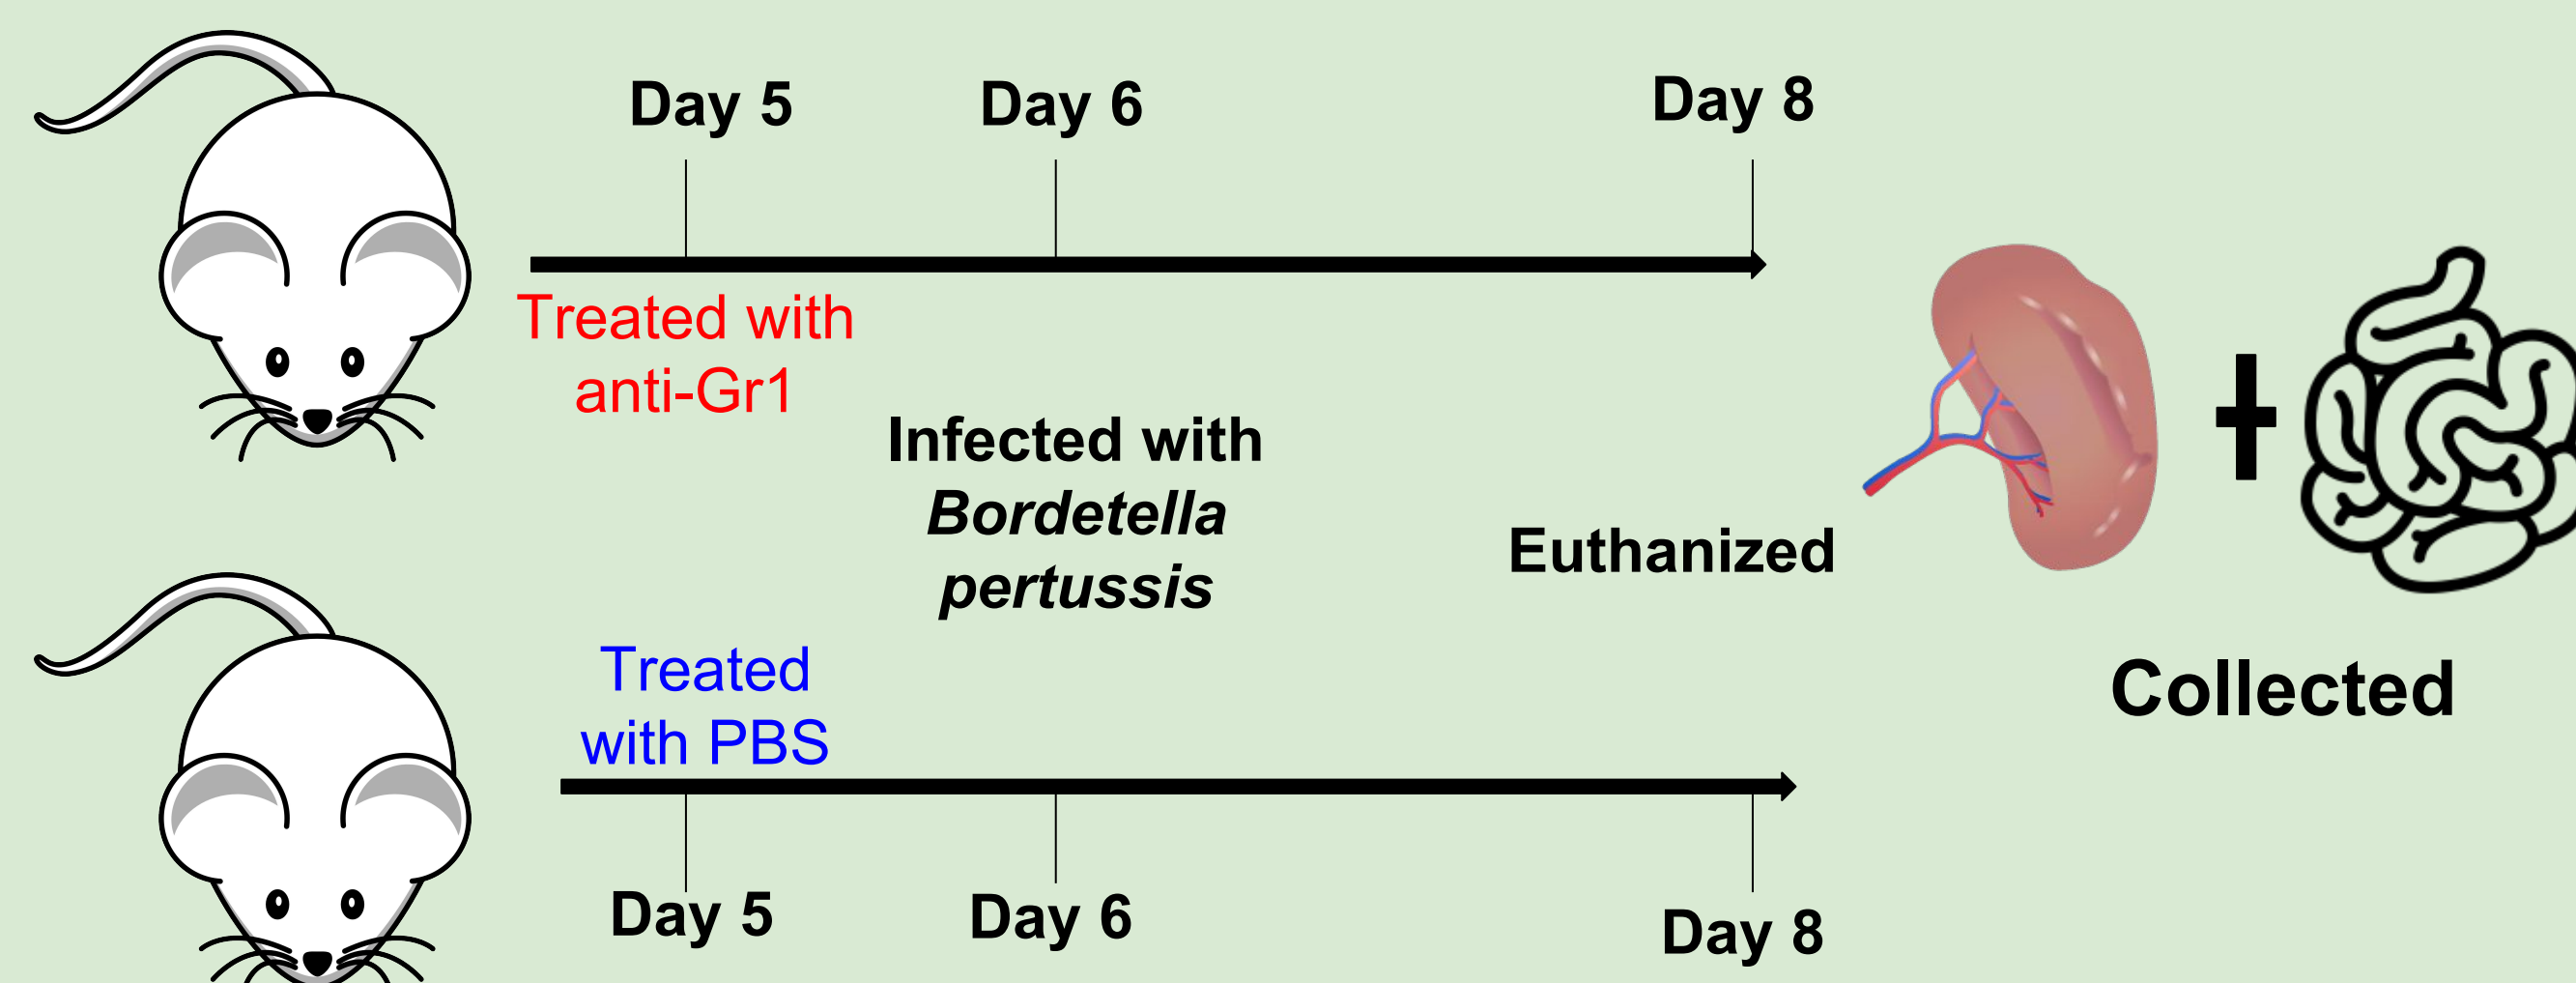 Day 5
Day 6
Day 8
Treated with
anti-Gr1
Infected with
Bordetella
pertussis
Euthanized
Treated
with PBS
Collected
Day 5
Day 6
Day 8